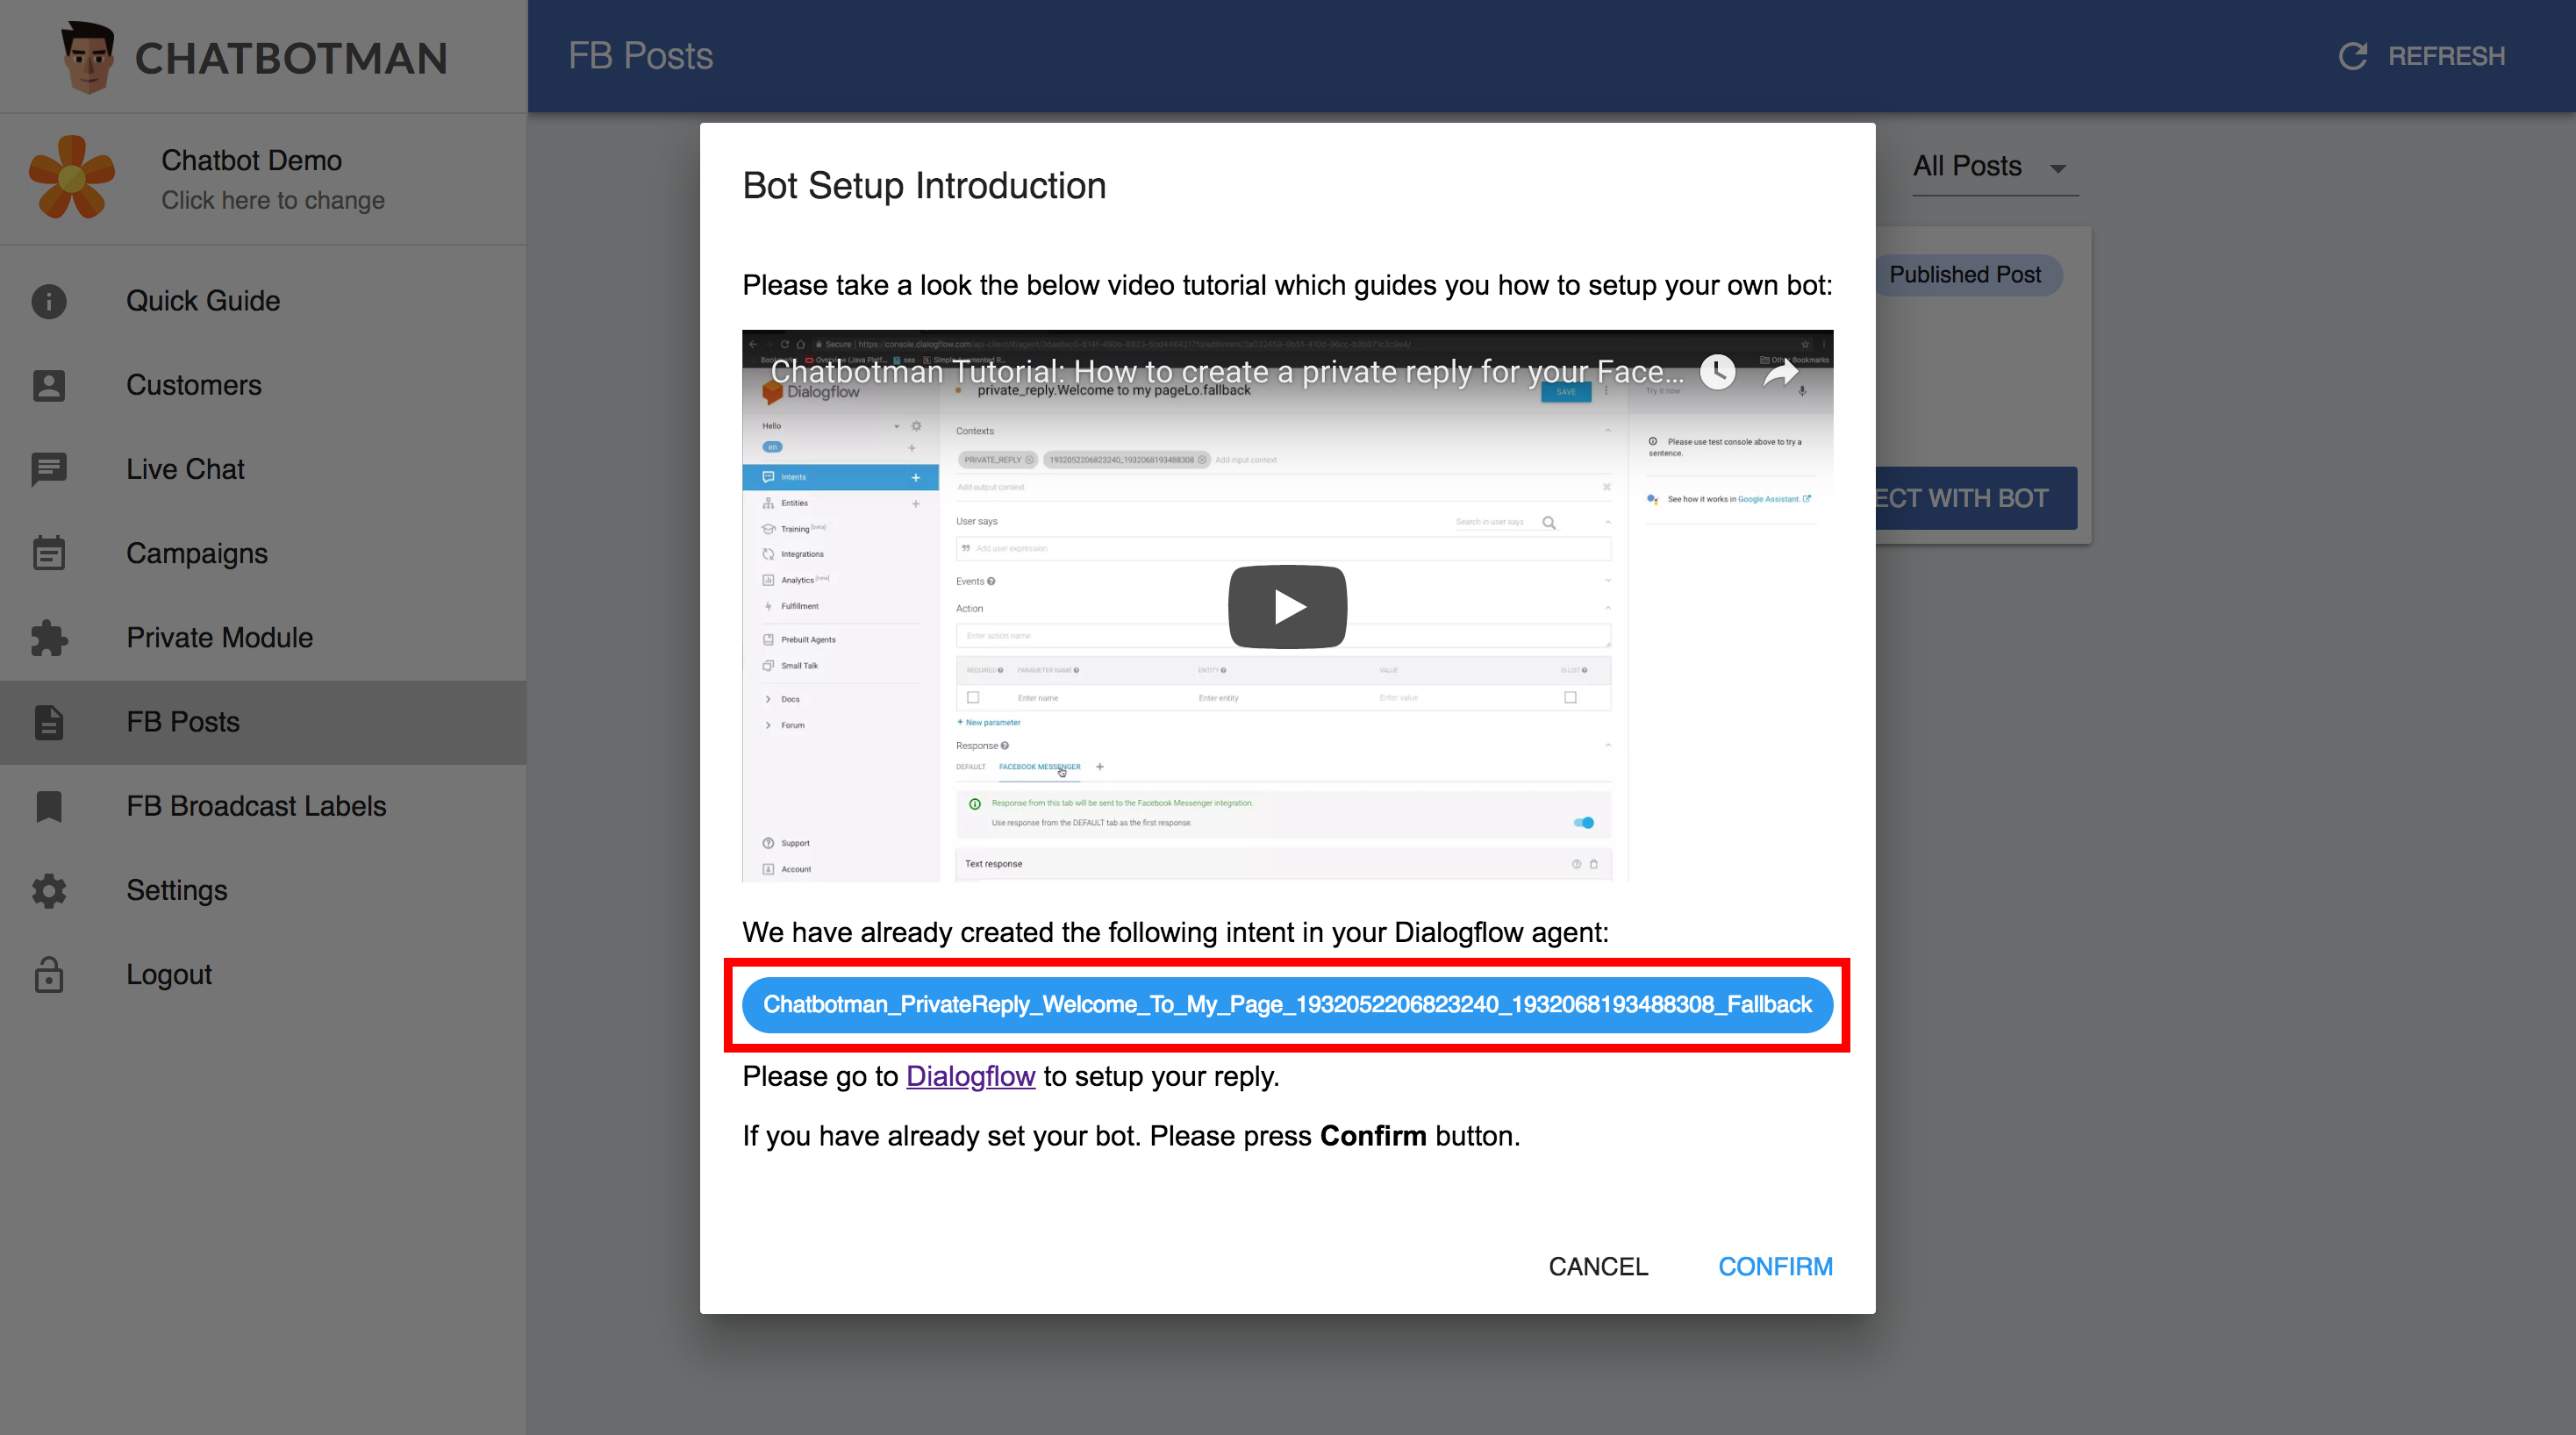 CHATBOTMAN
FB Posts
REFRESH
Chatbot Demo
Click here to change
Quick Guide
Customers
Live Chat
Campaigns
Private Module
FB Posts
FB Broadcast Labels
Settings
Logout
All Posts
Published Post
ECT WITH BOT
Bot Setup Introduction
Please take a look the below video tutorial which guides you how to setup your own bot:
Chatbotman Tutorial: How to create a private reply for your Face...
Dialogflow
private_reply.Welcome to my pageLo.fallback
SAVE
Try it now
Hello
en
Intents
Entities
Training [beta]
Integrations
Analytics [new]
Fulfillment
Prebuilt Agents
Small Talk
Docs
Forum
Support
Account
Contexts
PRIVATE_REPLY
1932052206823240_1932068193488308
Add input context
Add output context
User says
Search in user says
Add user expression
Events
Action
Enter action name
REQUIRED PARAMETER NAME ENTITY VALUE IS LIST
Enter name Enter entity Enter value
+ New parameter
Response
DEFAULT FACEBOOK MESSENGER +
Response from this tab will be sent to the Facebook Messenger integration.
Use response from the DEFAULT tab as the first response.
Text response
Please use test console above to try a
sentence.
See how it works in Google Assistant.
We have already created the following intent in your Dialogflow agent:
Chatbotman_PrivateReply_Welcome_To_My_Page_1932052206823240_1932068193488308_Fallback
Please go to Dialogflow to setup your reply.
If you have already set your bot. Please press Confirm button.
CANCEL
CONFIRM